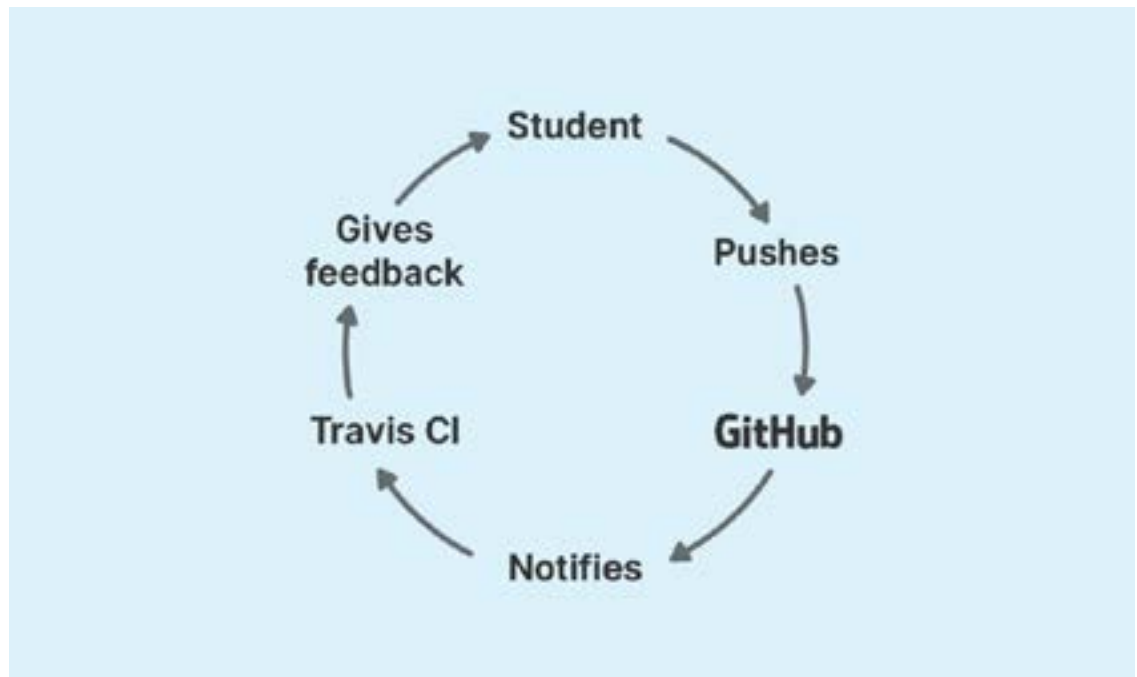 Student
Pushes
GitHub
Notifies
Travis CI
Gives
feedback